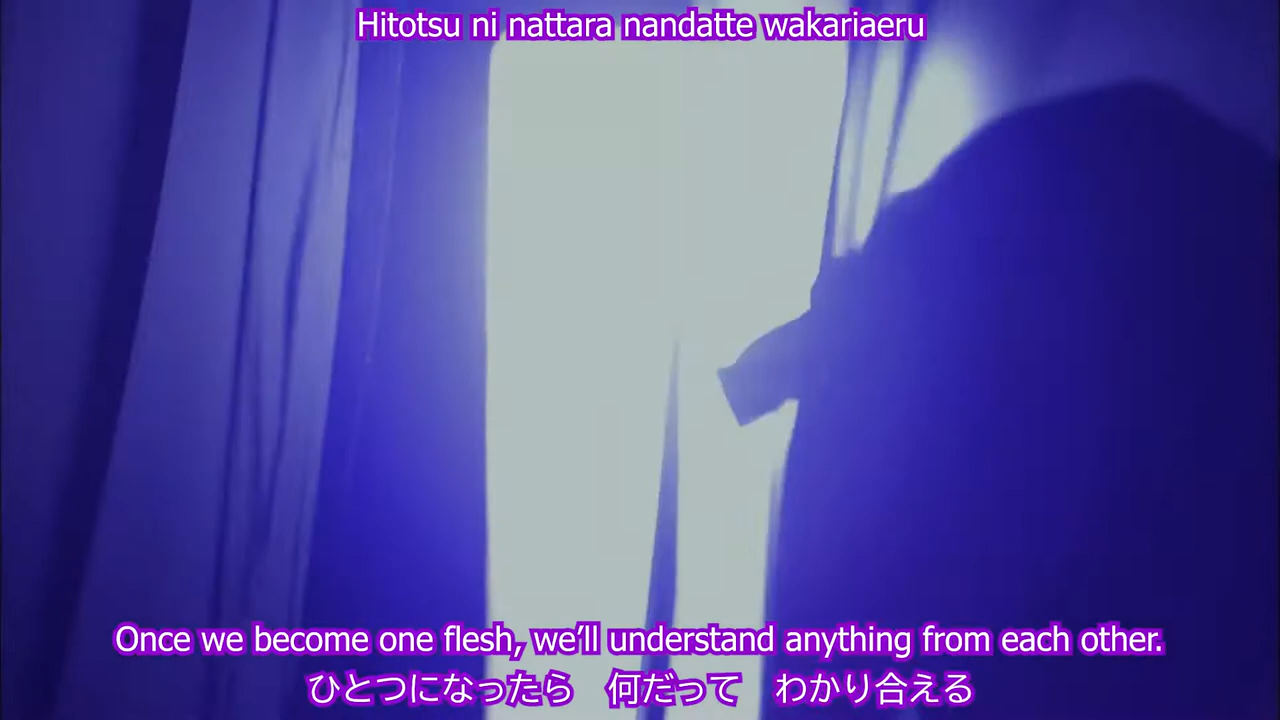 Hitotsu ni nattara nandatte wakariaeru
Once we become one flesh, we’ll understand anything from each other.
ひとつになったら　何だって　わかり合える